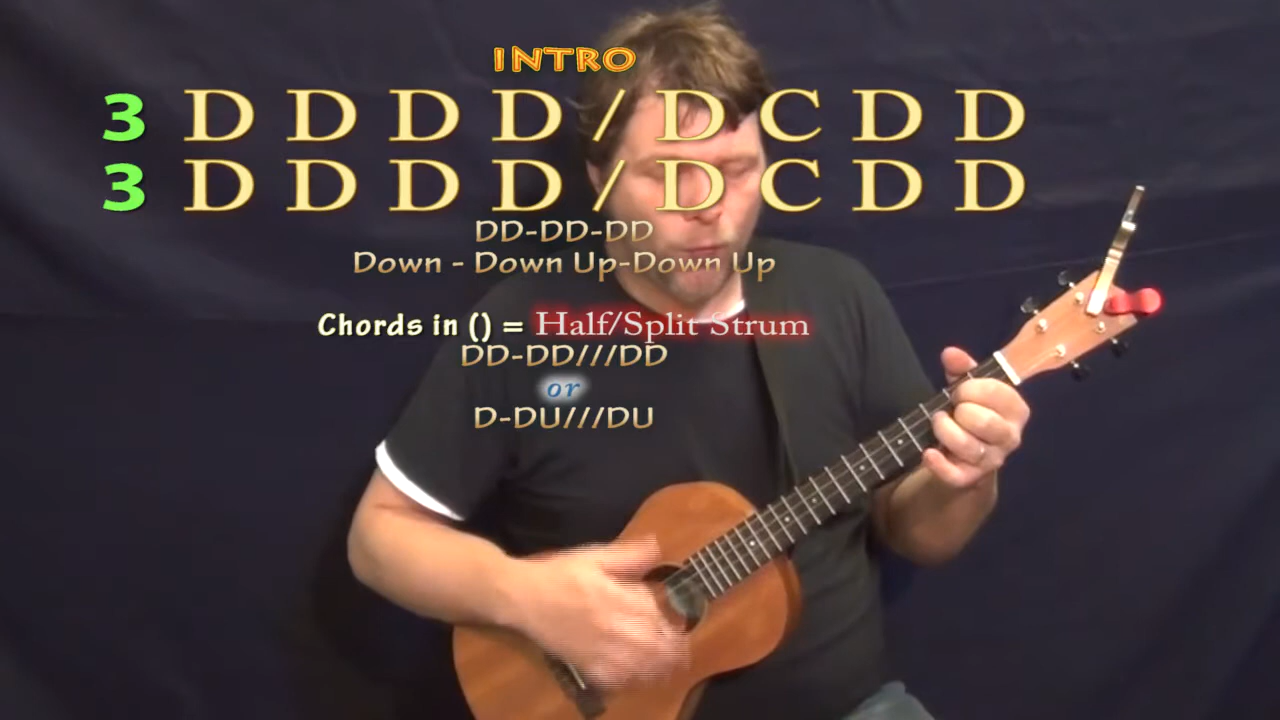 INTRO
3 D D D D / D C D D
3 D D D D / D C D D
DD-DD-DD
Down - Down Up-Down Up
Chords in () = Half/Split Strum
DD-DD///DD
or
D-DU///DU